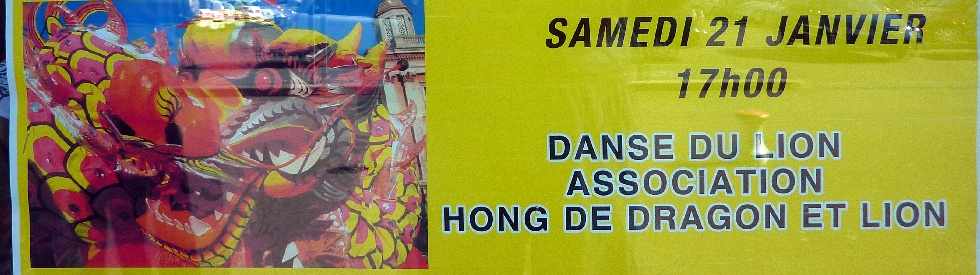 SAMEDI 21 JANVIER
17h00
DANSE DU LION
ASSOCIATION
HONG DE DRAGON ET LION